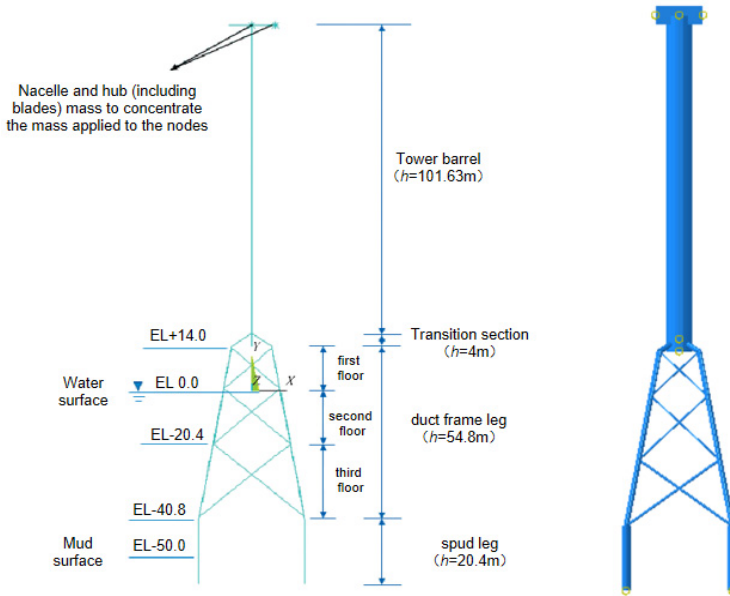 Nacelle and hub (including
blades) mass to concentrate
the mass applied to the nodes
Tower barrel
(h=101.63m)
EL+14.0
Y
first
floor
Transition section
(h=4m)
Water
surface
EL 0.0
Z
X
second
floor
duct frame leg
(h=54.8m)
EL-20.4
third
floor
EL-40.8
Mud
surface
EL-50.0
spud leg
(h=20.4m)